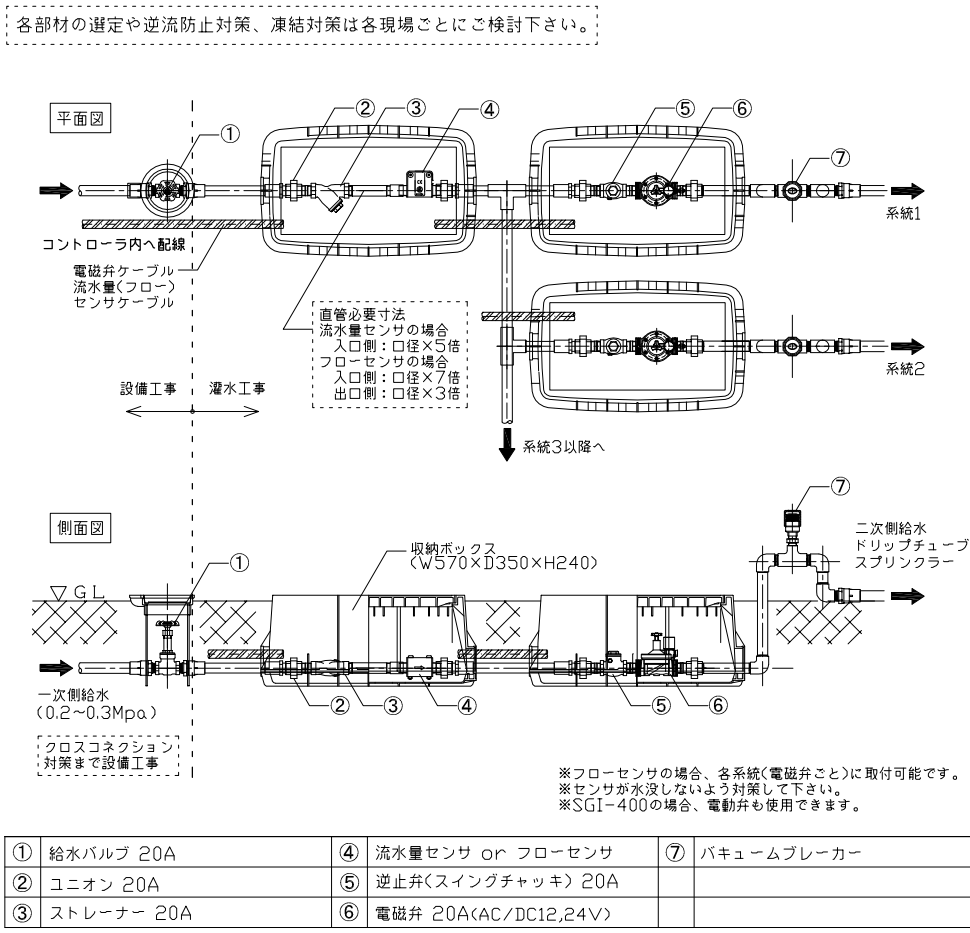 各部材の選定や逆流防止対策、凍結対策は各現場ごとにご検討下さい。
平面図
①
②
③
④
⑤
⑥
⑦
系統1
コントローラ内へ配線
電磁弁ケーブル
流水量(フロー)
センサケーブル
直管必要寸法
流水量センサの場合
入口側:口径×5倍
フローセンサの場合
入口側:口径×7倍
出口側:口径×3倍
系統2
設備工事 灌水工事
系統3以降へ
側面図
⑦
二次側給水
ドリップチューブ
スプリンクラー
収納ボックス
(W570×D350×H240)
①
▽GL
一次側給水
(0.2~0.3Mpa)
②
③
④
⑤
⑥
クロスコネクション
対策まで設備工事
※フローセンサの場合、各系統(電磁弁ごと)に取付可能です。
※センサが水没しないよう対策して下さい。
※SGI-400の場合、電動弁も使用できます。
① 給水バルブ 20A ④ 流水量センサ or フローセンサ ⑦ バキュームブレーカー
② ユニオン 20A ⑤ 逆止弁(スイングチャッキ) 20A
③ ストレーナー 20A ⑥ 電磁弁 20A(AC/DC12,24V)